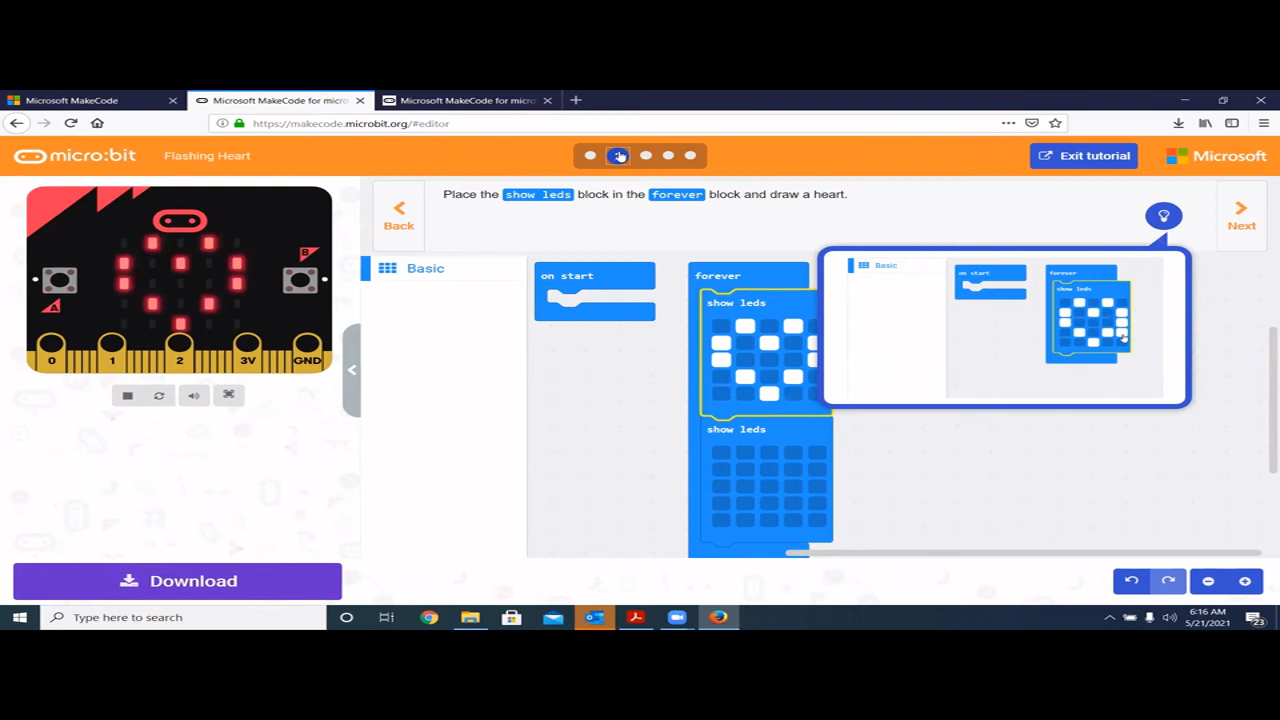 Microsoft MakeCode
Microsoft MakeCode for micro
Microsoft MakeCode for micro
https://makecode.microbit.org/#editor
micro:bit
Flashing Heart
Exit tutorial
Microsoft
Back
Place the show leds block in the forever block and draw a heart.
Next
B
A
0 1 2 3V GND
Basic
on start
forever
show leds
show leds
Basic
on start
forever
show leds
Download
Type here to search
6:16 AM
5/21/2021
23